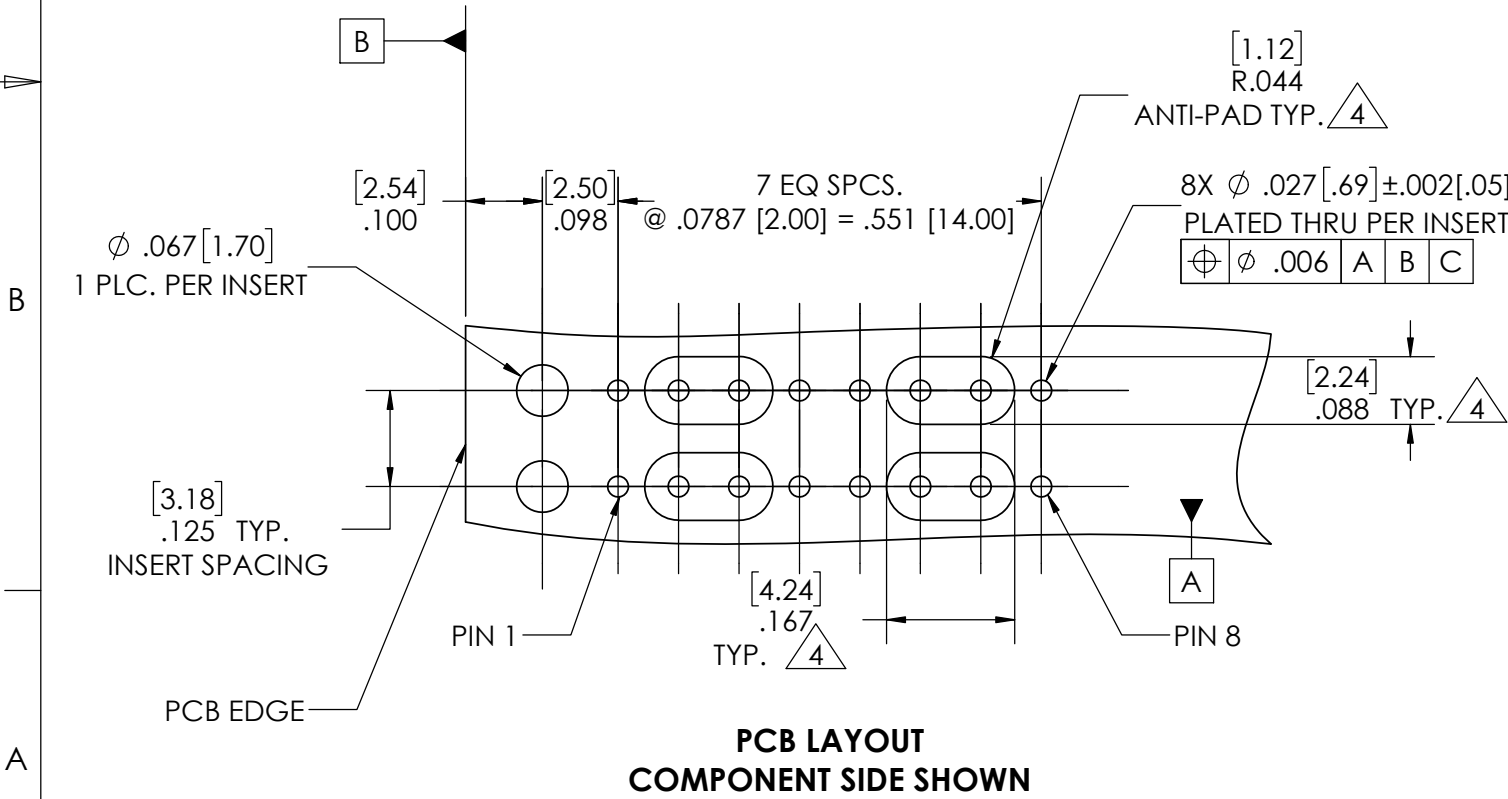 B
[1.12]
R.044
ANTI-PAD TYP. 4
[2.54]
.100
[2.50]
.098
7 EQ SPCS.
@ .0787 [2.00] = .551 [14.00]
8X ⌀ .027 [.69] ±.002[.05]
PLATED THRU PER INSERT
⌖ ⌀ .006 A B C
⌀ .067 [1.70]
1 PLC. PER INSERT
B
[2.24]
.088 TYP. 4
[3.18]
.125 TYP.
INSERT SPACING
[4.24]
.167
TYP. 4
A
PIN 1
PIN 8
PCB EDGE
A
PCB LAYOUT
COMPONENT SIDE SHOWN